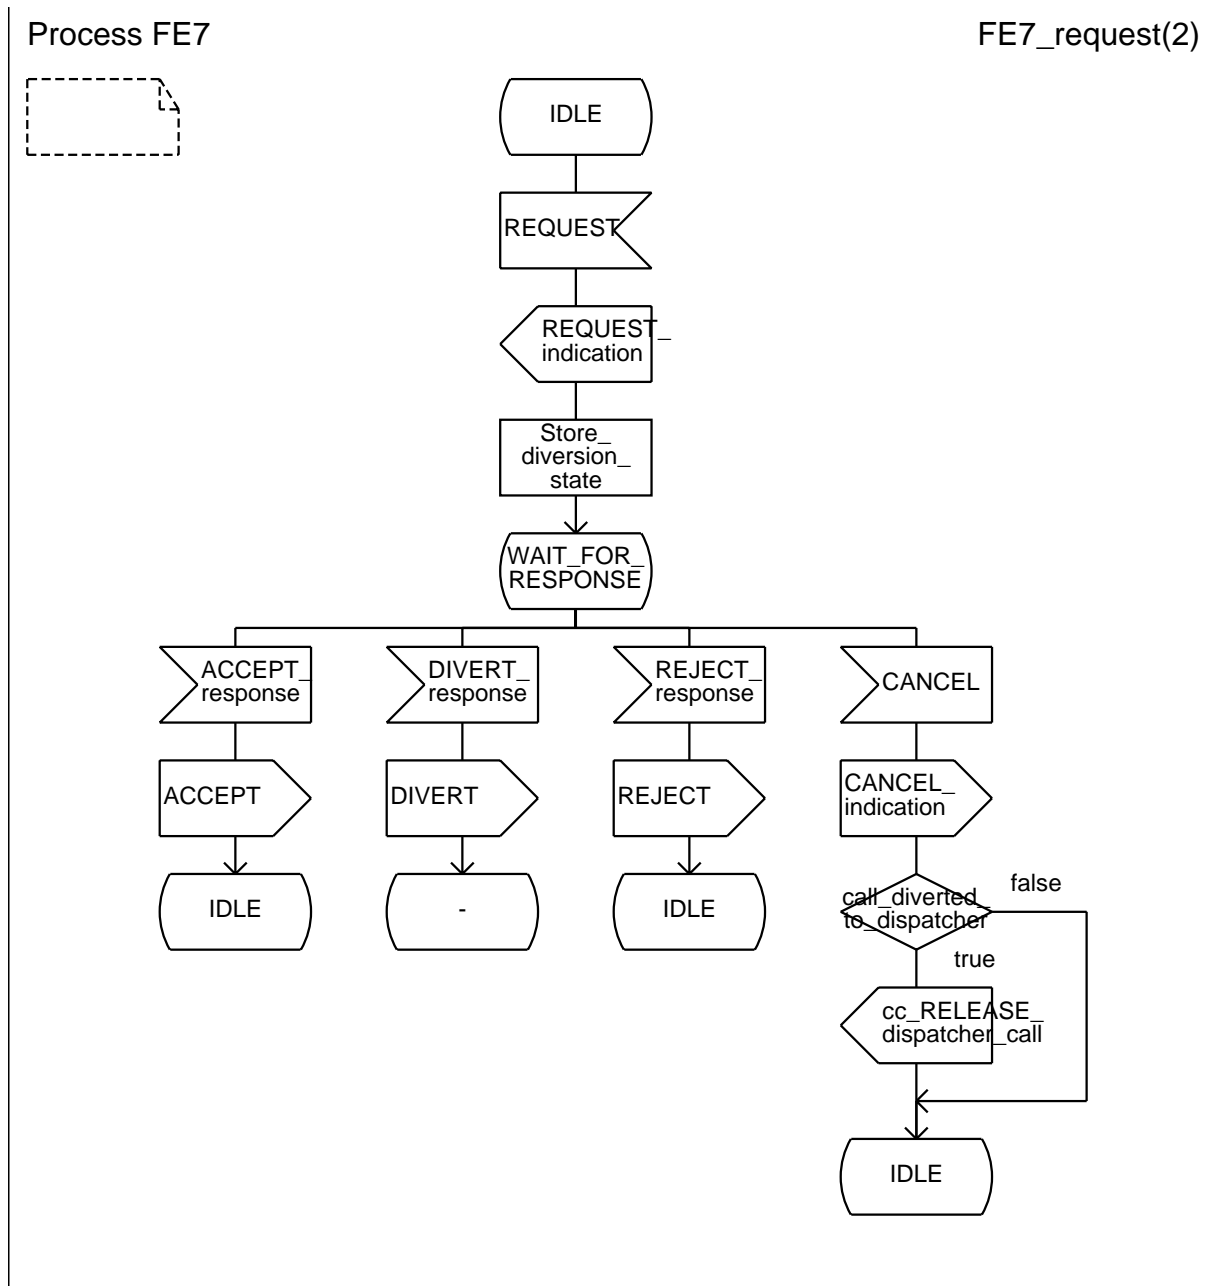 Process FE7
FE7_request(2)
IDLE
REQUEST
REQUEST_
indication
Store_
diversion_
state
WAIT_FOR_
RESPONSE
ACCEPT_
response
DIVERT_
response
REJECT_
response
CANCEL
ACCEPT
DIVERT
REJECT
CANCEL_
indication
IDLE
-
IDLE
call_diverted_
to_dispatcher
false
true
cc_RELEASE_
dispatcher_call
IDLE